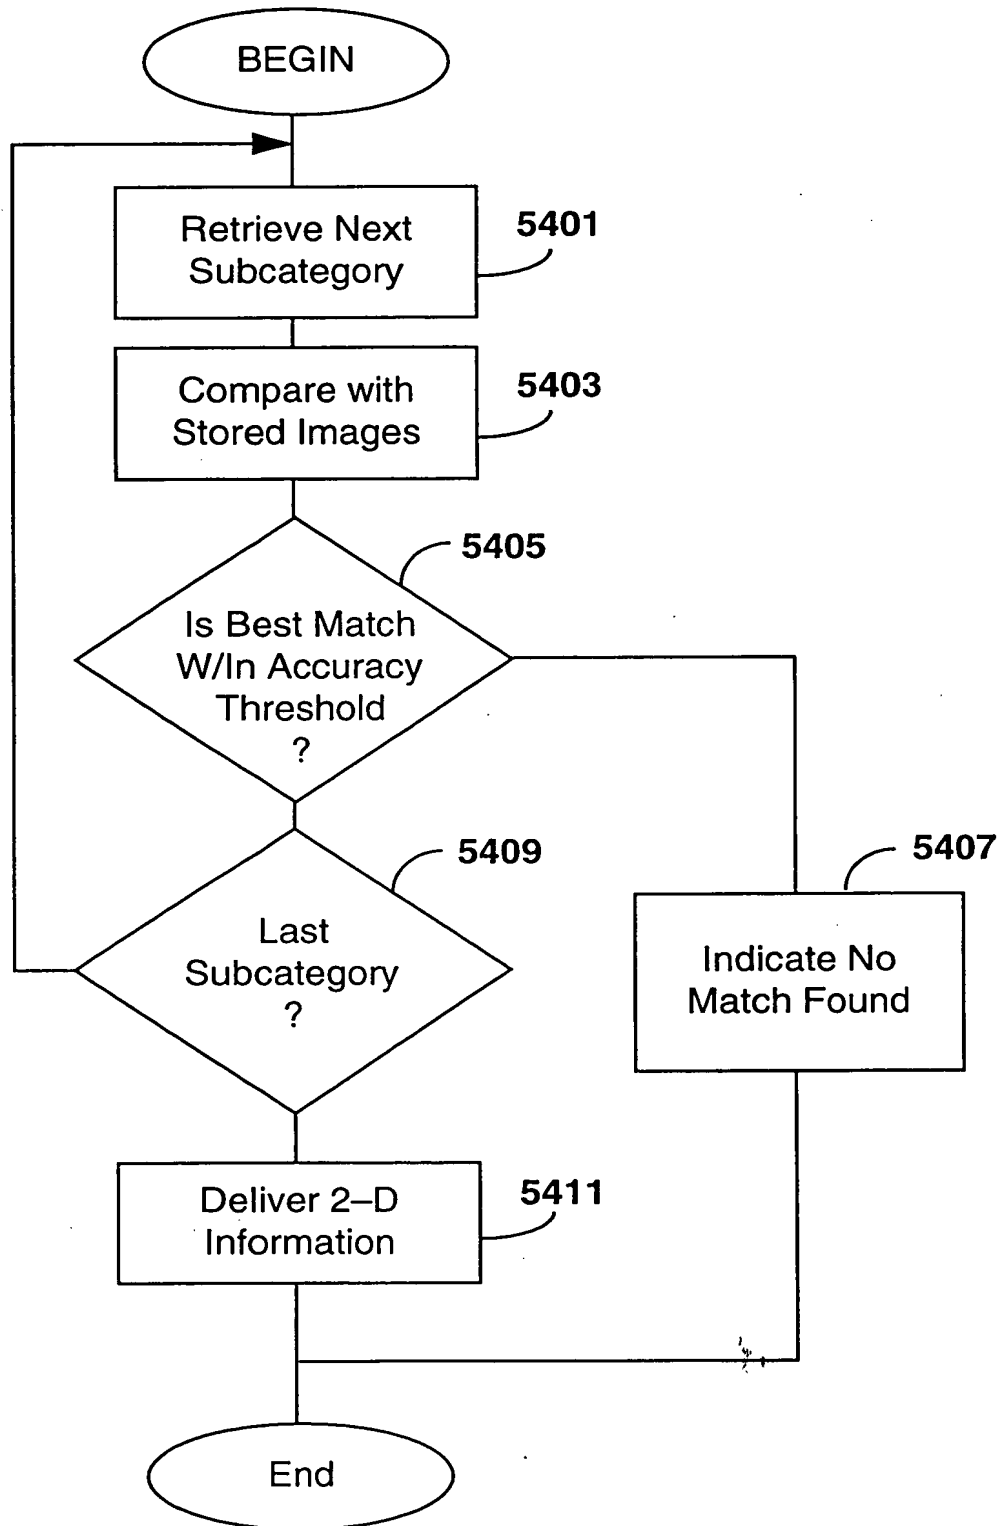 BEGIN
Retrieve Next
Subcategory
5401
Compare with
Stored Images
5403
5405
Is Best Match
W/In Accuracy
Threshold
?
5409
Last
Subcategory
?
5407
Indicate No
Match Found
Deliver 2–D
Information
5411
End